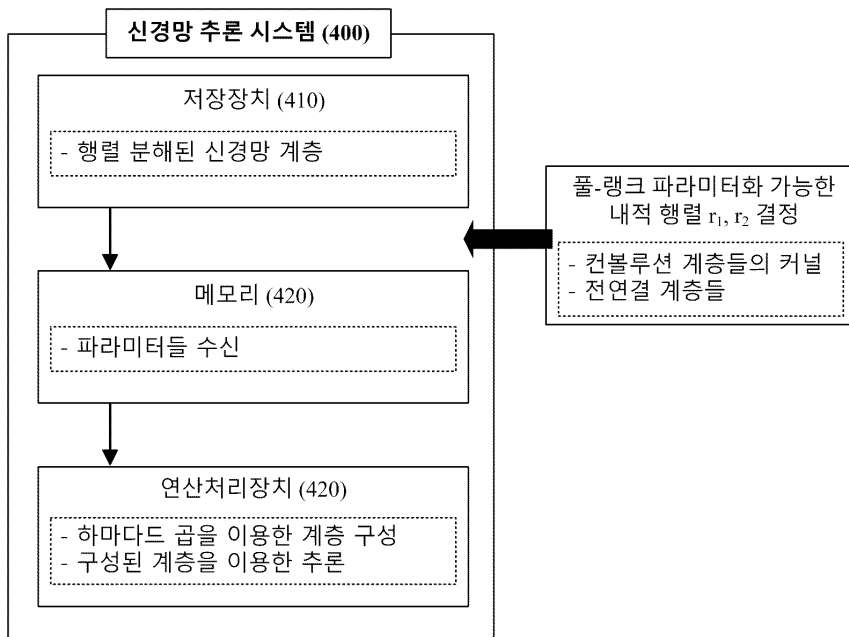 신경망 추론 시스템 (400)
저장장치 (410)
- 행렬 분해된 신경망 계층
메모리 (420)
- 파라미터들 수신
연산처리장치 (420)
- 하마다드 곱을 이용한 계층 구성
- 구성된 계층을 이용한 추론
풀-랭크 파라미터화 가능한
내적 행렬 r₁, r₂ 결정
- 컨볼루션 계층들의 커널
- 전연결 계층들